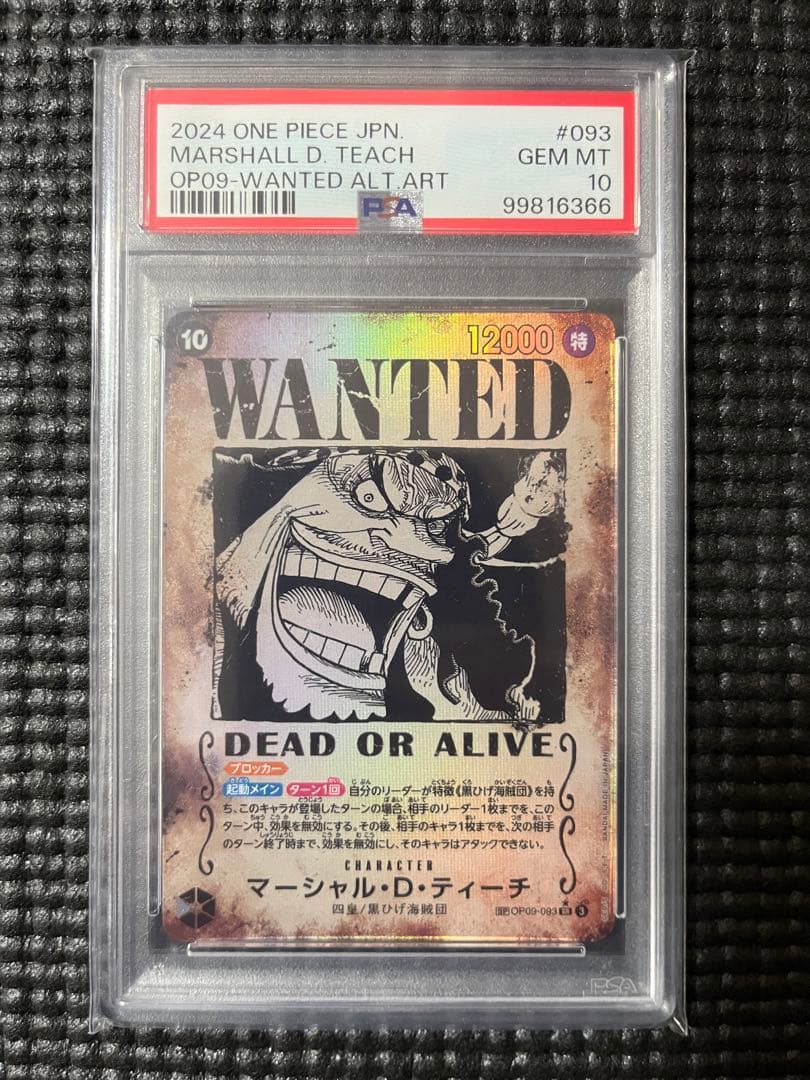 2024 ONE PIECE JPN. #093
MARSHALL D. TEACH GEM MT
OP09-WANTED ALT.ART 10
PSA 99816366
10 12000 特
WANTED
DEAD OR ALIVE
ブロッカー
起動メイン ターン1回 自分のリーダーが特徴《黒ひげ海賊団》を持
ち、このキャラが登場したターンの場合、相手のリーダー1枚までを、この
ターン中、効果を無効にする。その後、相手のキャラ1枚までを、次の相手
のターン終了時まで、効果を無効にし、そのキャラはアタックできない。
CHARACTER
マーシャル・D・ティーチ
四皇/黒ひげ海賊団
SP OP09-093 SR 3
BANDAI MADE IN JAPAN
PSA